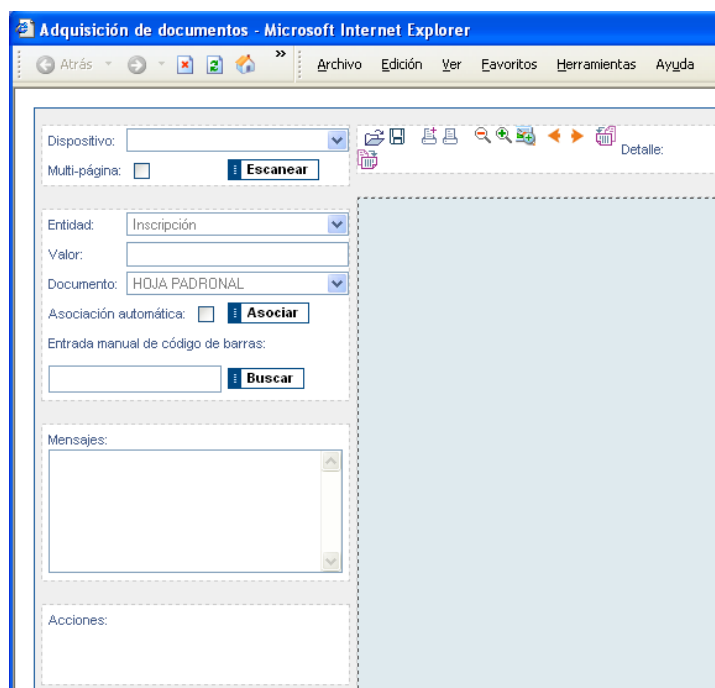 Adquisición de documentos - Microsoft Internet Explorer
Atrás » Archivo Edición Ver Favoritos Herramientas Ayuda
Dispositivo:
Multi-página: Escanear
Detalle:
Entidad: Inscripción
Valor:
Documento: HOJA PADRONAL
Asociación automática: Asociar
Entrada manual de código de barras:
Buscar
Mensajes:
Acciones: